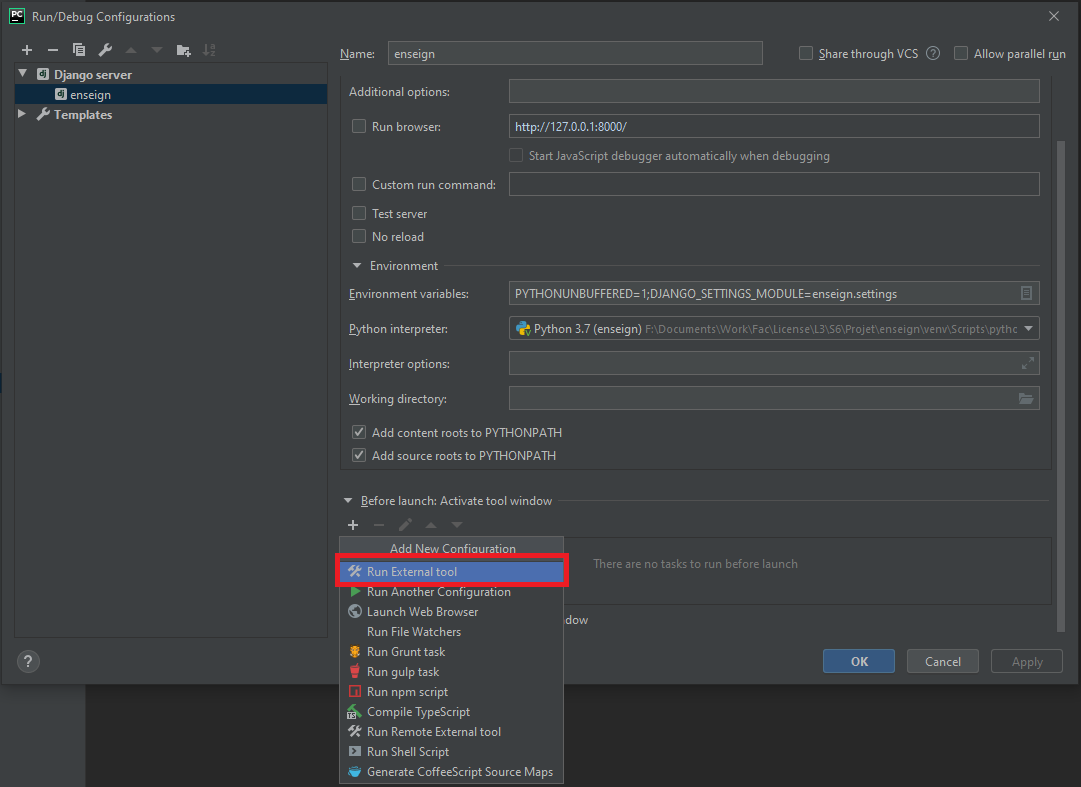 PC
Run/Debug Configurations
Name:
enseign
Share through VCS
?
Allow parallel run
dj Django server
dj enseign
Templates
Additional options:
Run browser:
http://127.0.0.1:8000/
Start JavaScript debugger automatically when debugging
Custom run command:
Test server
No reload
Environment
Environment variables:
PYTHONUNBUFFERED=1;DJANGO_SETTINGS_MODULE=enseign.settings
Python interpreter:
Python 3.7 (enseign) F:\Documents\Work\Fac\License\L3\S6\Projet\enseign\venv\Scripts\pythc
Interpreter options:
Working directory:
Add content roots to PYTHONPATH
Add source roots to PYTHONPATH
Before launch: Activate tool window
Add New Configuration
Run External tool
Run Another Configuration
Launch Web Browser
Run File Watchers
Run Grunt task
Run gulp task
Run npm script
TS Compile TypeScript
Run Remote External tool
Run Shell Script
Generate CoffeeScript Source Maps
There are no tasks to run before launch
ndow
?
OK
Cancel
Apply